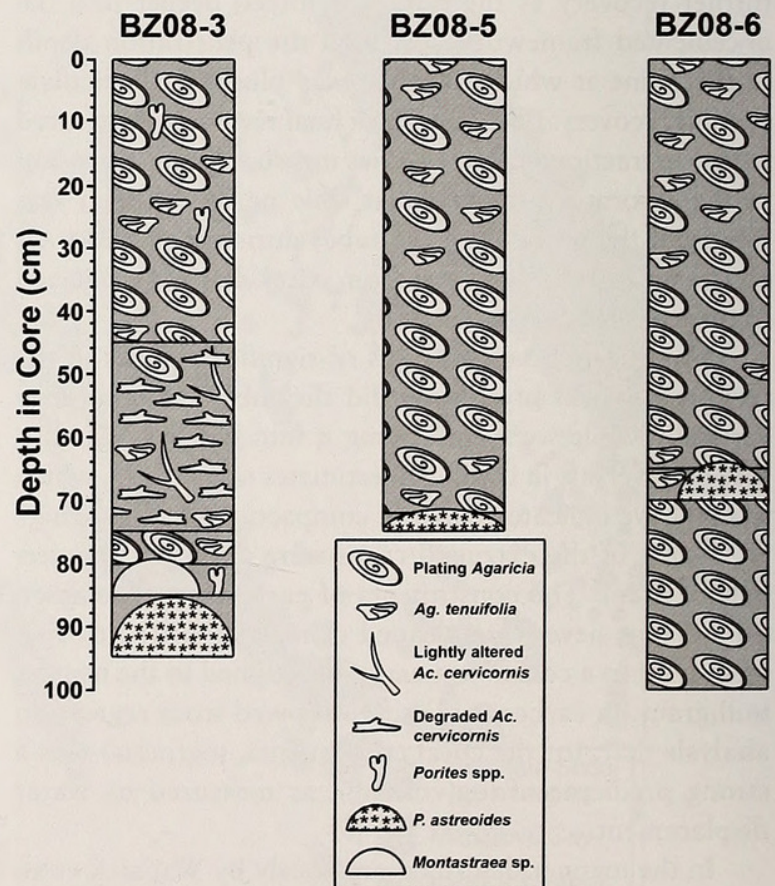 BZ08-3
BZ08-5
BZ08-6
Depth in Core (cm)
0
10
20
30
40
50
60
70
80
90
100
Plating Agaricia
Ag. tenuifolia
Lightly altered
Ac. cervicornis
Degraded Ac.
cervicornis
Porites spp.
P. astreoides
Montastraea sp.